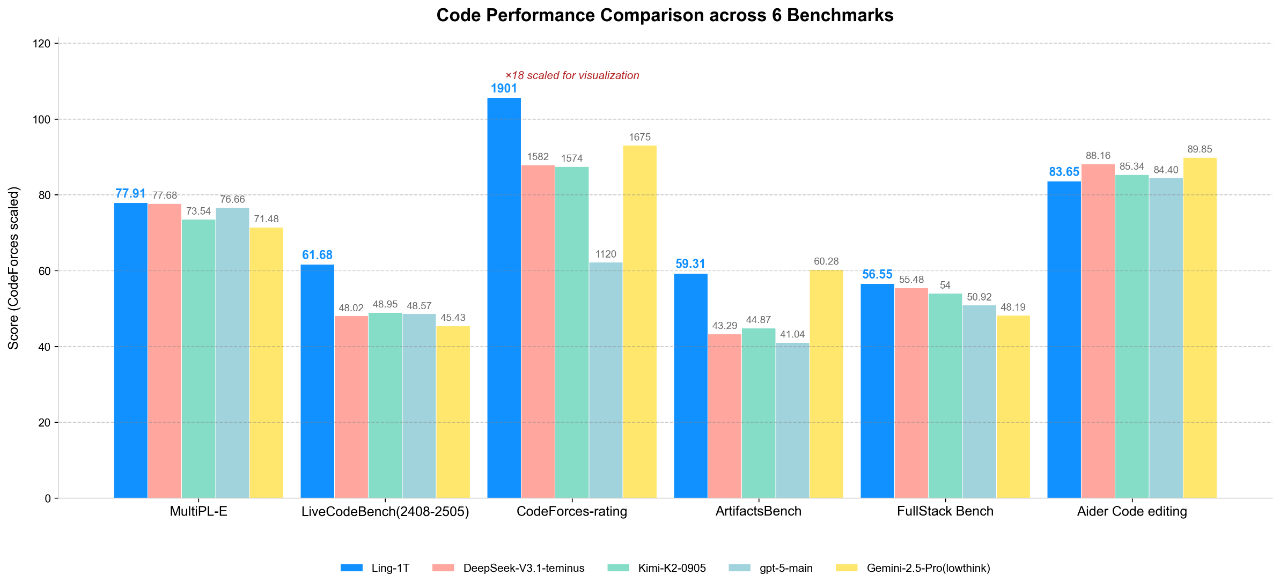 Code Performance Comparison across 6 Benchmarks
Score (CodeForces scaled)
120
100
80
60
40
20
0
×18 scaled for visualization
77.91
77.68
73.54
76.66
71.48
61.68
48.02
48.95
48.57
45.43
1901
1582
1574
1120
1675
59.31
43.29
44.87
41.04
60.28
56.55
55.48
54
50.92
48.19
83.65
88.16
85.34
84.40
89.85
MultiPL-E
LiveCodeBench(2408-2505)
CodeForces-rating
ArtifactsBench
FullStack Bench
Aider Code editing
Ling-1T
DeepSeek-V3.1-teminus
Kimi-K2-0905
gpt-5-main
Gemini-2.5-Pro(lowthink)